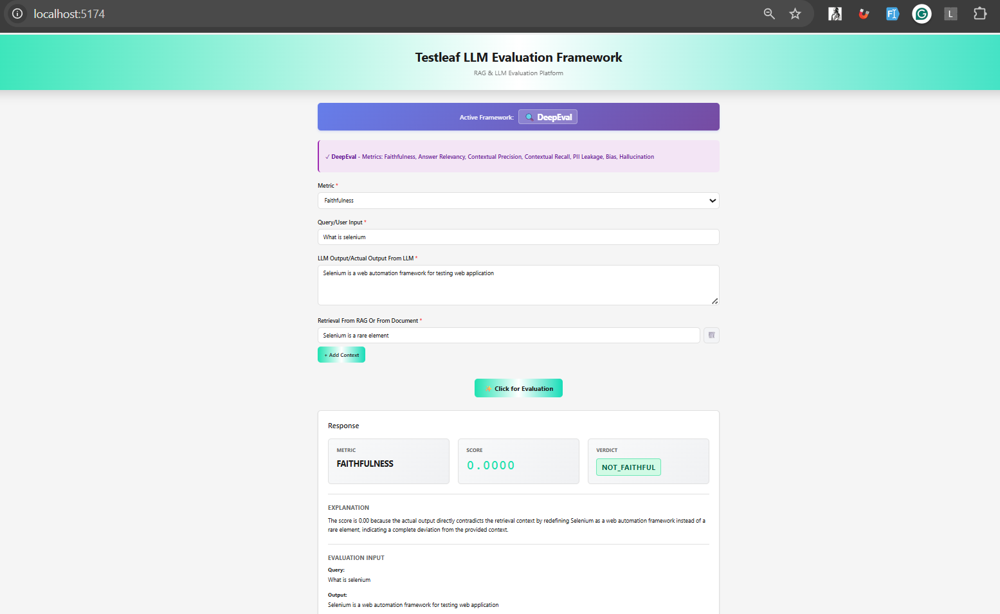 localhost:5174
L
Testleaf LLM Evaluation Framework
RAG & LLM Evaluation Platform
Active Framework: DeepEval
✓ DeepEval - Metrics: Faithfulness, Answer Relevancy, Contextual Precision, Contextual Recall, PII Leakage, Bias, Hallucination
Metric *
Faithfulness
Query/User Input *
What is selenium
LLM Output/Actual Output From LLM *
Selenium is a web automation framework for testing web application
Retrieval From RAG Or From Document *
Selenium is a rare element
+ Add Context
Click for Evaluation
Response
METRIC
FAITHFULNESS
SCORE
0.0000
VERDICT
NOT_FAITHFUL
EXPLANATION
The score is 0.00 because the actual output directly contradicts the retrieval context by redefining Selenium as a web automation framework instead of a
rare element, indicating a complete deviation from the provided context.
EVALUATION INPUT
Query:
What is selenium
Output:
Selenium is a web automation framework for testing web application